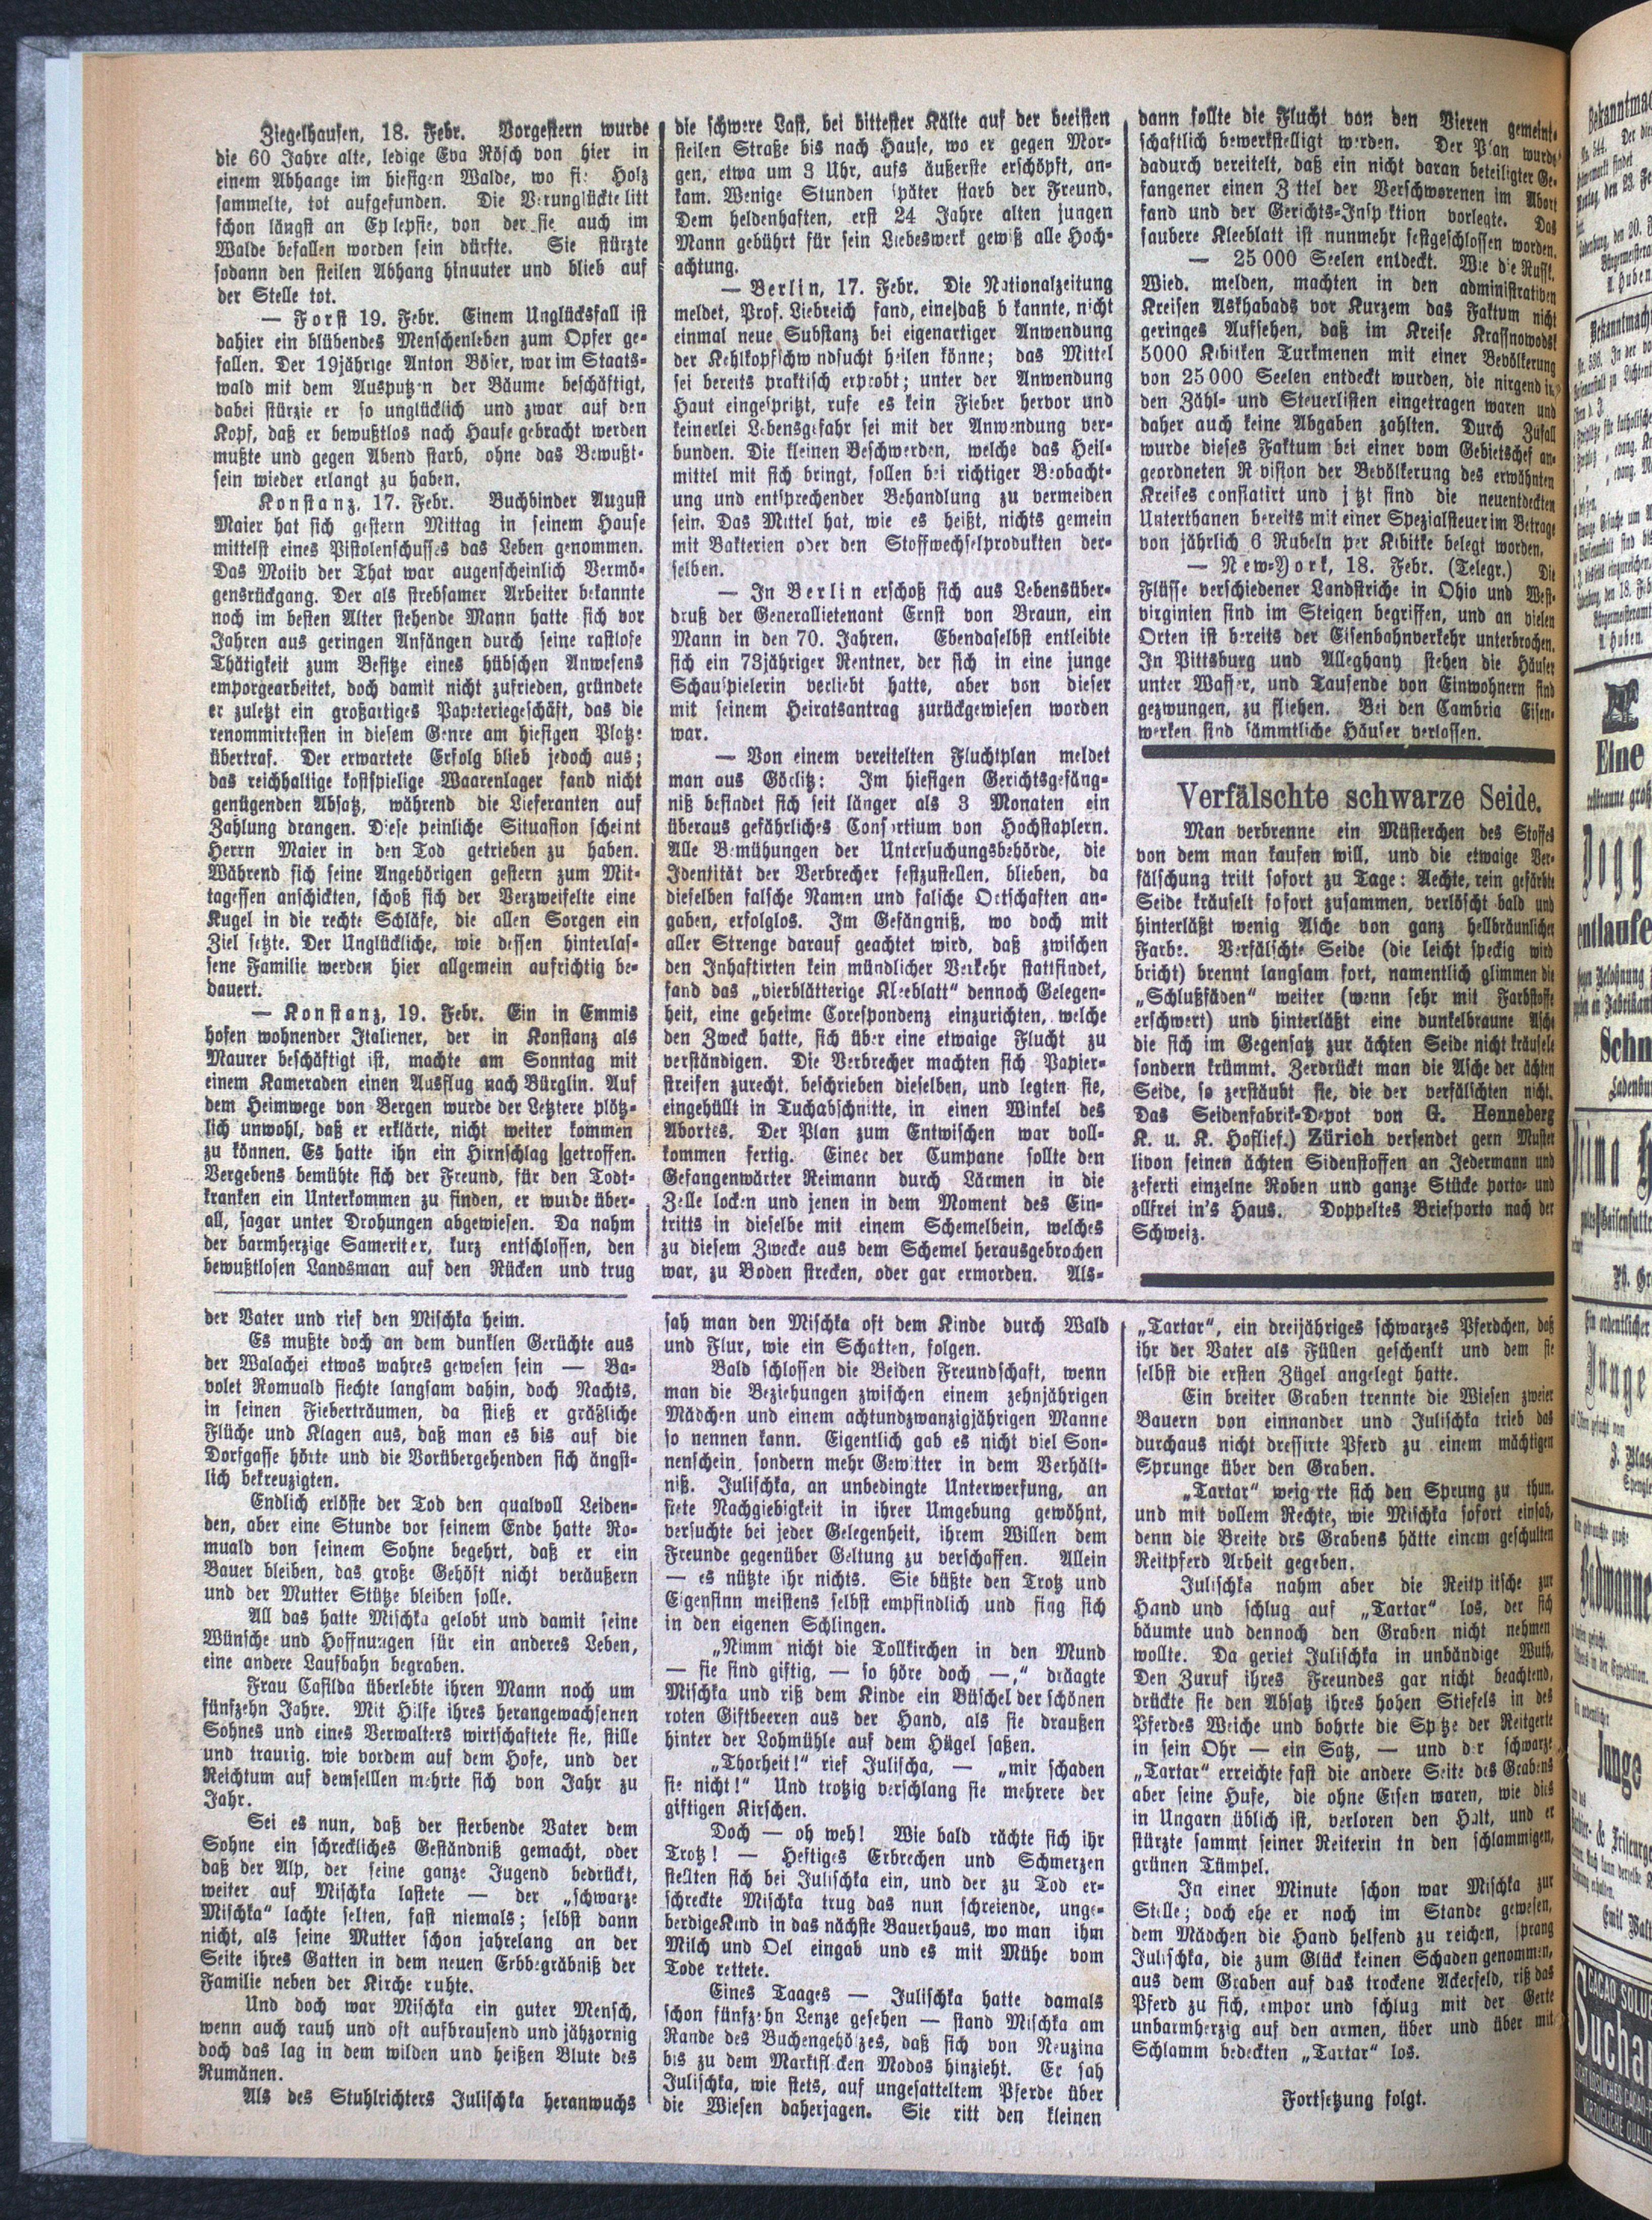 Ziegelhausen, 18. Febr. Vorgestern wurde
die 60 Jahre alte, ledige Eva Rösch von hier in
einem Abhange im hiesigen Walde, wo sie Holz
sammelte, tot aufgefunden. Die Verunglückte litt
schon längst an Eplepsie, von der sie auch im
Walde befallen worden sein dürfte. Sie stürzte
sodann den steilen Abhang hinuuter und blieb auf
der Stelle tot.
— Forst 19. Febr. Einem Unglücksfall ist
dahier ein blühendes Menschenleben zum Opfer ge-
fallen. Der 19jährige Anton Böser, war im Staats-
wald mit dem Ausputzen der Bäume beschäftigt,
dabei stürzie er so unglücklich und zwar auf den
Kopf, daß er bewußtlos nach Hause gebracht werden
mußte und gegen Abend starb, ohne das Bewußt-
sein wieder erlangt zu haben.
Konstanz, 17. Febr. Buchbinder August
Maier hat sich gestern Mittag in seinem Hause
mittelst eines Pistolenschusses das Leben genommen.
Das Motiv der That war augenscheinlich Vermö-
gensrückgang. Der als strebsamer Arbeiter bekannte
noch im besten Alter stehende Mann hatte sich vor
Jahren aus geringen Anfängen durch seine rastlose
Thätigkeit zum Besitze eines hübschen Anwesens
emporgearbeitet, doch damit nicht zufrieden, gründete
er zuletzt ein großartiges Papeteriegeschäft, das die
renommirtesten in diesem Genre am hiesigen Platze
übertraf. Der erwartete Erfolg blieb jedoch aus;
das reichhaltige kostspielige Waarenlager fand nicht
genügenden Absatz, während die Lieferanten auf
Zahlung drangen. Diese peinliche Situation scheint
Herrn Maier in den Tod getrieben zu haben.
Während sich seine Angehörigen gestern zum Mit-
tagessen anschickten, schoß sich der Verzweifelte eine
Kugel in die rechte Schläfe, die allen Sorgen ein
Ziel setzte. Der Unglückliche, wie dessen hinterlas-
sene Familie werden hier allgemein aufrichtig be-
dauert.
— Konstanz, 19. Febr. Ein in Emmis
hofen wohnender Italiener, der in Konstanz als
Maurer beschäftigt ist, machte am Sonntag mit
einem Kameraden einen Ausflug nach Bürglin. Auf
dem Heimwege von Bergen wurde der Letztere plötz-
lich unwohl, daß er erklärte, nicht weiter kommen
zu können. Es hatte ihn ein Hirnschlag |getroffen.
Vergebens bemühte sich der Freund, für den Todt-
kranken ein Unterkommen zu finden, er wurde über-
all, sagar unter Drohungen abgewiesen. Da nahm
der barmherzige Sameriter, kurz entschlossen, den
bewußtlosen Landsman auf den Rücken und trug
die schwere Last, bei bitterster Kälte auf der beeisten
steilen Straße bis nach Hause, wo er gegen Mor-
gen, etwa um 3 Uhr, aufs äußerste erschöpft, an-
kam. Wenige Stunden später starb der Freund.
Dem heldenhaften, erst 24 Jahre alten jungen
Mann gebührt für sein Liebeswerk gewiß alle Hoch-
achtung.
— Berlin, 17. Febr. Die Nationalzeitung
meldet, Prof. Liebreich fand, eine|daß b kannte, nicht
einmal neue Substanz bei eigenartiger Anwendung
der Kehlkopfschwindsucht heilen könne; das Mittel
sei bereits praktisch erprobt; unter der Anwendung
Haut eingespritzt, rufe es kein Fieber hervor und
keinerlei Lebensgefahr sei mit der Anwendung ver-
bunden. Die kleinen Beschwerden, welche das Heil-
mittel mit sich bringt, sollen bei richtiger Beobacht-
ung und entsprechender Behandlung zu vermeiden
sein. Das Mittel hat, wie es heißt, nichts gemein
mit Bakterien oder den Stoffwechselprodukten der-
selben.
— In Berlin erschoß sich aus Lebensüber-
druß der Generallietenant Ernst von Braun, ein
Mann in den 70. Jahren. Ebendaselbst entleibte
sich ein 73jähriger Rentner, der sich in eine junge
Schauspielerin verliebt hatte, aber von dieser
mit seinem Heiratsantrag zurückgewiesen worden
war.
— Von einem vereitelten Fluchtplan meldet
man aus Görlitz: Im hiesigen Gerichtsgefäng-
niß befindet sich seit länger als 3 Monaten ein
überaus gefährliches Consortium von Hochstaplern.
Alle Bemühungen der Untersuchungsbehörde, die
Identität der Verbrecher festzustellen, blieben, da
dieselben falsche Namen und falsche Ortschaften an-
gaben, erfolglos. Im Gefängniß, wo doch mit
aller Strenge darauf geachtet wird, daß zwischen
den Inhaftirten kein mündlicher Verkehr stattfindet,
fand das „vierblätterige Kleeblatt“ dennoch Gelegen-
heit, eine geheime Corespondenz einzurichten, welche
den Zweck hatte, sich über eine etwaige Flucht zu
verständigen. Die Verbrecher machten sich Papier-
streifen zurecht, beschrieben dieselben, und legten sie,
eingehüllt in Tuchabschnitte, in einen Winkel des
Abortes. Der Plan zum Entwischen war voll-
kommen fertig. Einer der Cumpane sollte den
Gefangenwärter Reimann durch Lärmen in die
Zelle locken und jenen in dem Moment des Ein-
tritts in dieselbe mit einem Schemelbein, welches
zu diesem Zwecke aus dem Schemel herausgebrochen
war, zu Boden strecken, oder gar ermorden. Als-
dann sollte die Flucht von den Vieren gemeint-
schaftlich bewerkstelligt werden. Der Plan wurde
dadurch vereitelt, daß ein nicht daran beteiligter Ge-
fangener einen Zittel der Verschworenen im Abort
fand und der Gerichts-Inspektion vorlegte. Das
saubere Kleeblatt ist nunmehr festgeschlossen worden.
— 25 000 Seelen entdeckt. Wie die Russk.
Wied. melden, machten in den administrativen
Kreisen Askhabads vor Kurzem das Faktum nicht
geringes Aufsehen, daß im Kreise Krassnowodsk
5000 Kibitken Turkmenen mit einer Bevölkerung
von 25 000 Seelen entdeckt wurden, die nirgend in
den Zähl- und Steuerlisten eingetragen waren und
daher auch keine Abgaben zahlten. Durch Zufall
wurde dieses Faktum bei einer vom Gebietschef an-
geordneten Revision der Bevölkerung des erwähnten
Kreises constatirt und jetzt sind die neuentdeckten
Unterthanen bereits mit einer Spezialsteuer im Betrage
von jährlich 6 Rubeln per Kibitke belegt worden.
— New-York, 18. Febr. (Telegr.) Die
Flüsse verschiedener Landstriche in Ohio und West-
virginien sind im Steigen begriffen, und an vielen
Orten ist bereits der Eisenbahnverkehr unterbrochen.
In Pittsburg und Alleghany stehen die Häuser
unter Wasser, und Tausende von Einwohnern sind
gezwungen, zu fliehen. Bei den Cambria Eisen-
werken sind sämmtliche Häuser verlassen.
Verfälschte schwarze Seide.
Man verbrenne ein Müsterchen des Stoffes
von dem man kaufen will, und die etwaige Ver-
fälschung tritt sofort zu Tage: Aechte, rein gefärbte
Seide kräuselt sofort zusammen, verlöscht bald und
hinterläßt wenig Asche von ganz hellbräunlicher
Farbe. Verfälschte Seide (die leicht speckig wird
bricht) brennt langsam fort, namentlich glimmen die
„Schlußfäden“ weiter (wenn sehr mit Farbstoffe
erschwert) und hinterläßt eine dunkelbraune Asche
die sich im Gegensatz zur ächten Seide nicht kräusele
sondern krümmt. Zerdrückt man die Asche der ächten
Seide, so zerstäubt sie, die der verfälschten nicht.
Das Seidenfabrik-Depot von G. Henneberg
K. u. K. Hoflief.) Zürich versendet gern Muster
livon seinen ächten Sidenstoffen an Jedermann und
zeferti einzelne Roben und ganze Stücke porto- und
ollfrei in's Haus. Doppeltes Briefporto nach der
Schweiz.
der Vater und rief den Mischka heim.
Es mußte doch an dem dunklen Gerüchte aus
der Walachei etwas wahres gewesen sein — Ba-
volet Romuald siechte langsam dahin, doch Nachts,
in seinen Fieberträumen, da stieß er gräßliche
Flüche und Klagen aus, daß man es bis auf die
Dorfgasse hörte und die Vorübergehenden sich ängst-
lich bekreuzigten.
Endlich erlöste der Tod den qualvoll Leiden-
den, aber eine Stunde vor seinem Ende hatte Ro-
muald von seinem Sohne begehrt, daß er ein
Bauer bleiben, das große Gehöft nicht veräußern
und der Mutter Stütze bleiben solle.
All das hatte Mischka gelobt und damit seine
Wünsche und Hoffnungen für ein anderes Leben,
eine andere Laufbahn begraben.
Frau Casilda überlebte ihren Mann noch um
fünfzehn Jahre. Mit Hilfe ihres herangewachsenen
Sohnes und eines Verwalters wirtschaftete sie, stille
und traurig, wie vordem auf dem Hofe, und der
Reichtum auf demselllen mehrte sich von Jahr zu
Jahr.
Sei es nun, daß der sterbende Vater dem
Sohne ein schreckliches Geständniß gemacht, oder
daß der Alp, der seine ganze Jugend bedrückt,
weiter auf Mischka lastete — der „schwarze
Mischka“ lachte selten, fast niemals; selbst dann
nicht, als seine Mutter schon jahrelang an der
Seite ihres Gatten in dem neuen Erbbegräbniß der
Familie neben der Kirche ruhte.
Und doch war Mischka ein guter Mensch,
wenn auch rauh und oft aufbrausend und jähzornig
doch das lag in dem wilden und heißen Blute des
Rumänen.
Als des Stuhlrichters Julischka heranwuchs
sah man den Mischka oft dem Kinde durch Wald
und Flur, wie ein Schatten, folgen.
Bald schlossen die Beiden Freundschaft, wenn
man die Beziehungen zwischen einem zehnjährigen
Mädchen und einem achtundzwanzigjährigen Manne
so nennen kann. Eigentlich gab es nicht viel Son-
nenschein, sondern mehr Gewitter in dem Verhält-
niß. Julischka, an unbedingte Unterwerfung, an
stete Nachgiebigkeit in ihrer Umgebung gewöhnt,
versuchte bei jeder Gelegenheit, ihrem Willen dem
Freunde gegenüber Geltung zu verschaffen. Allein
— es nützte ihr nichts. Sie büßte den Trotz und
Eigensinn meistens selbst empfindlich und fing sich
in den eigenen Schlingen.
„Nimm nicht die Tollkirchen in den Mund
— sie sind giftig, — so höre doch —,“ drängte
Mischka und riß dem Kinde ein Büschel der schönen
roten Giftbeeren aus der Hand, als sie draußen
hinter der Lohmühle auf dem Hügel saßen.
„Thorheit!“ rief Julischa, — „mir schaden
sie nicht!“ Und trotzig verschlang sie mehrere der
giftigen Kirschen.
Doch — oh weh! Wie bald rächte sich ihr
Trotz! — Heftiges Erbrechen und Schmerzen
stellten sich bei Julischka ein, und der zu Tod er-
schreckte Mischka trug das nun schreiende, unge-
berdige Kind in das nächste Bauerhaus, wo man ihm
Milch und Oel eingab und es mit Mühe vom
Tode rettete.
Eines Taages — Julischka hatte damals
schon fünfzehn Lenze gesehen — stand Mischka am
Rande des Buchengehölzes, daß sich von Neuzina
bis zu dem Marktflecken Modos hinzieht. Er sah
Julischka, wie stets, auf ungesatteltem Pferde über
die Wiesen daherjagen. Sie ritt den kleinen
„Tartar“, ein dreijähriges schwarzes Pferdchen, daß
ihr der Vater als Füllen geschenkt und dem sie
selbst die ersten Zügel angelegt hatte.
Ein breiter Graben trennte die Wiesen zweier
Bauern von einnander und Julischka trieb das
durchaus nicht dressirte Pferd zu einem mächtigen
Sprunge über den Graben.
„Tartar“ weigerte sich den Sprung zu thun.
und mit vollem Rechte, wie Mischka sofort einsah,
denn die Breite drs Grabens hätte einem geschulten
Reitpferd Arbeit gegeben.
Julischka nahm aber die Reitpeitsche zur
Hand und schlug auf „Tartar“ los, der sich
bäumte und dennoch den Graben nicht nehmen
wollte. Da geriet Julischka in unbändige Wuth,
Den Zuruf ihres Freundes gar nicht beachtend,
drückte sie den Absatz ihres hohen Stiefels in des
Pferdes Weiche und bohrte die Spitze der Reitgerte
in sein Ohr — ein Satz, — und der schwarze
„Tartar“ erreichte fast die andere Seite des Grabens
aber seine Hufe, die ohne Eisen waren, wie dies
in Ungarn üblich ist, verloren den Halt, und er
stürzte sammt seiner Reiterin in den schlammigen,
grünen Tümpel.
In einer Minute schon war Mischka zur
Stelle; doch ehe er noch im Stande gewesen,
dem Mädchen die Hand helfend zu reichen, sprang
Julischka, die zum Glück keinen Schaden genommen,
aus dem Graben auf das trockene Ackerfeld, riß das
Pferd zu sich, empor und schlug mit der Gerte
unbarmherzig auf den armen, über und über mit
Schlamm bedeckten „Tartar“ los.
Fortsetzung folgt.
Eine
entlaufe
Junge
Badwanne
Junge
CACAO SOLU
Sucha